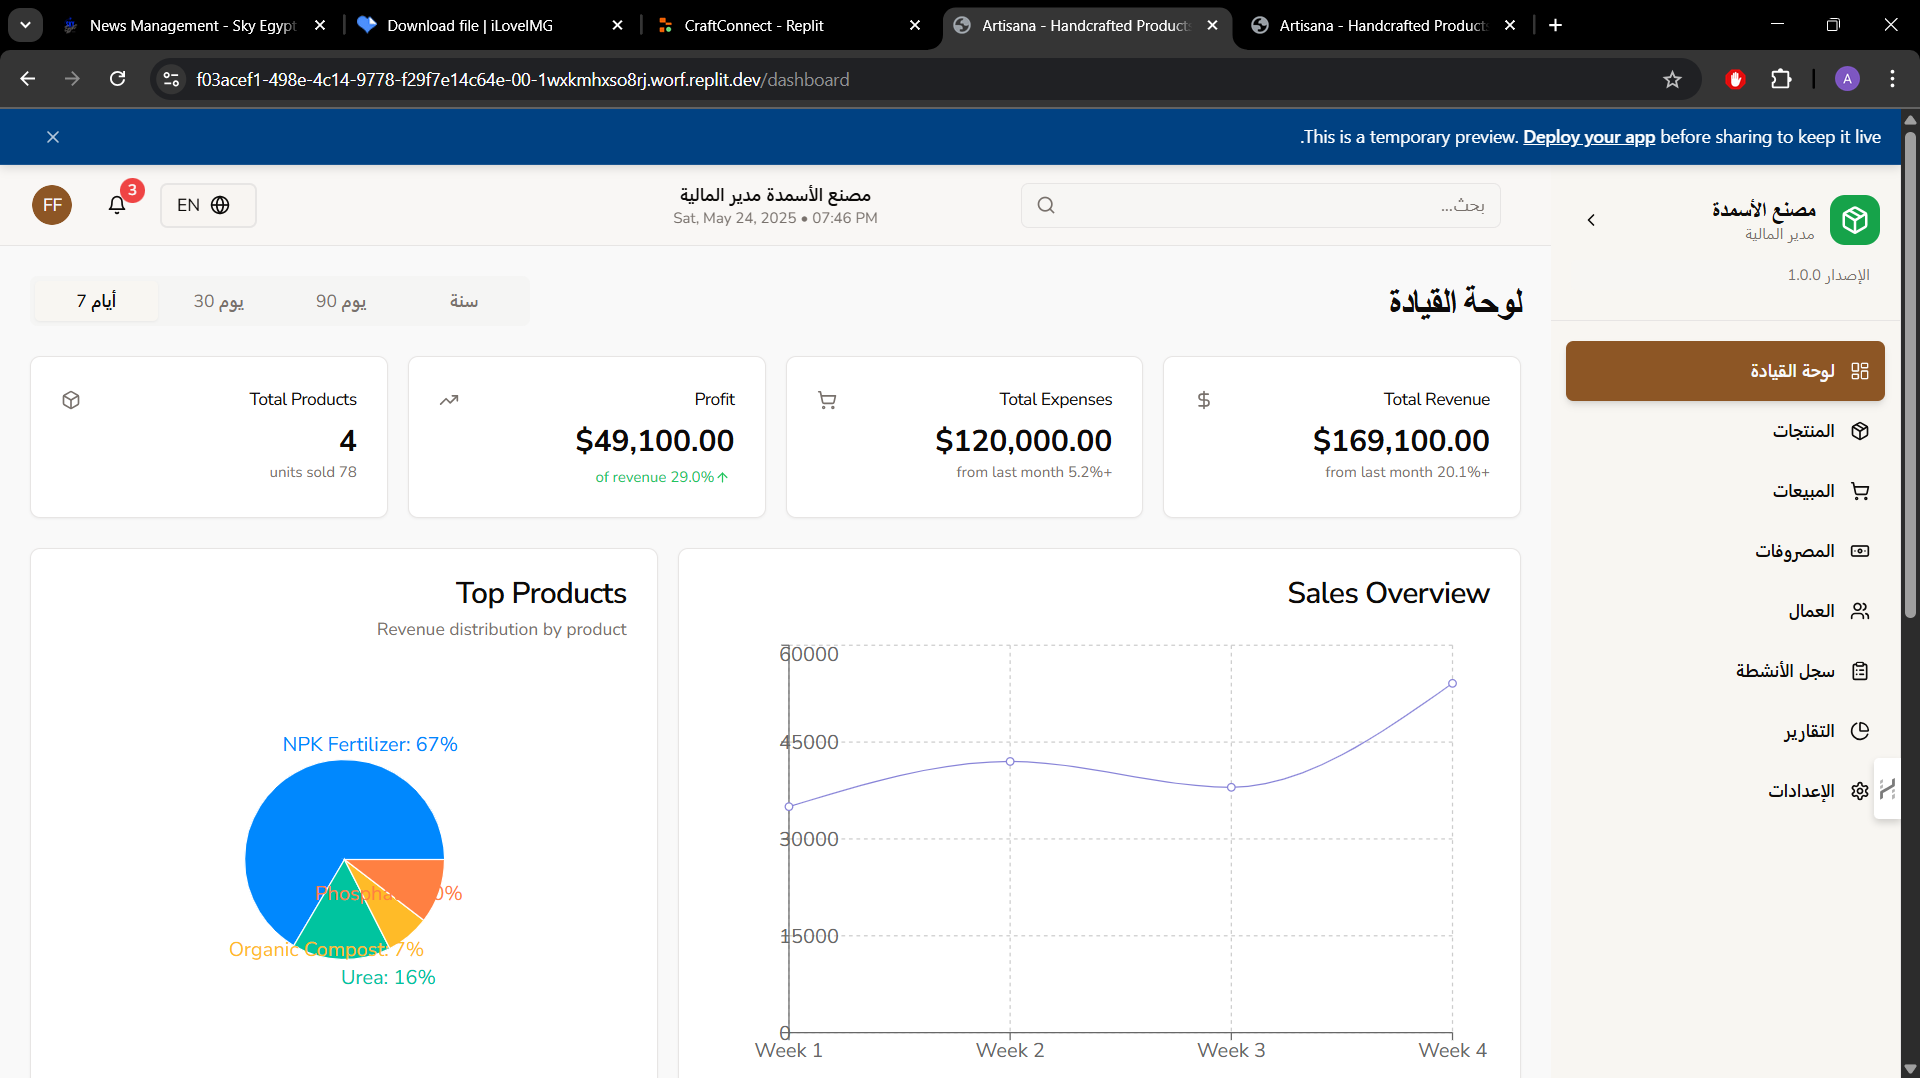 News Management - Sky Egypt
Download file | iLoveIMG
CraftConnect - Replit
Artisana - Handcrafted Products
Artisana - Handcrafted Products
f03acef1-498e-4c14-9778-f29f7e14c64e-00-1wxkmhxso8rj.worf.replit.dev/dashboard
A
.This is a temporary preview. Deploy your app before sharing to keep it live
مصنع الأسمدة
مدير المالية
الإصدار 1.0.0
بحث...
مصنع الأسمدة مدير المالية
Sat, May 24, 2025 • 07:46 PM
EN
3
FF
لوحة القيادة
المنتجات
المبيعات
المصروفات
العمال
سجل الأنشطة
التقارير
الإعدادات
لوحة القيادة
سنة
90 يوم
30 يوم
7 أيام
Total Revenue
$169,100.00
from last month 20.1%+
Total Expenses
$120,000.00
from last month 5.2%+
Profit
$49,100.00
of revenue 29.0%↑
Total Products
4
units sold 78
Sales Overview
60000
45000
30000
15000
0
Week 1
Week 2
Week 3
Week 4
Top Products
Revenue distribution by product
NPK Fertilizer: 67%
Organic Compost: 7%
Urea: 16%